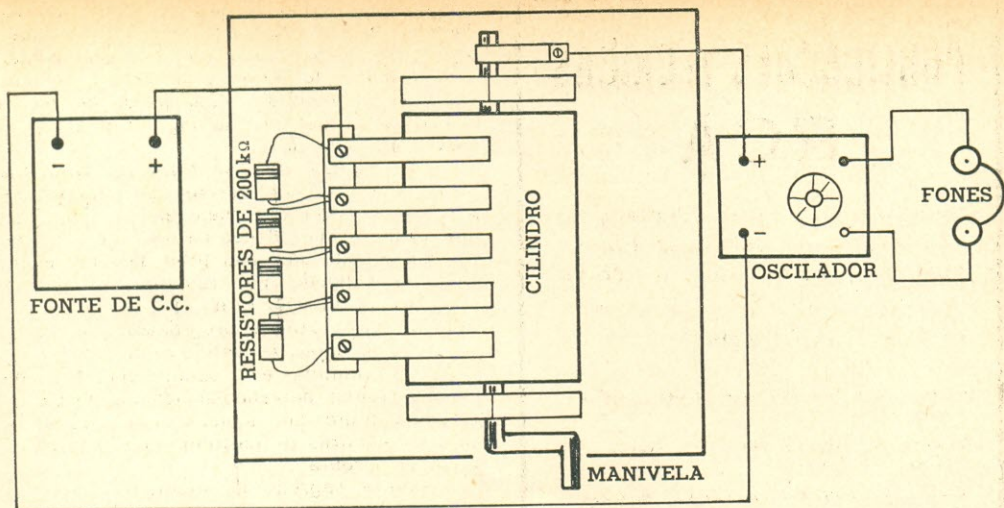 - +
FONTE DE C.C.
RESISTORES DE 200 kΩ
CILINDRO
MANIVELA
+
-
OSCILADOR
FONES